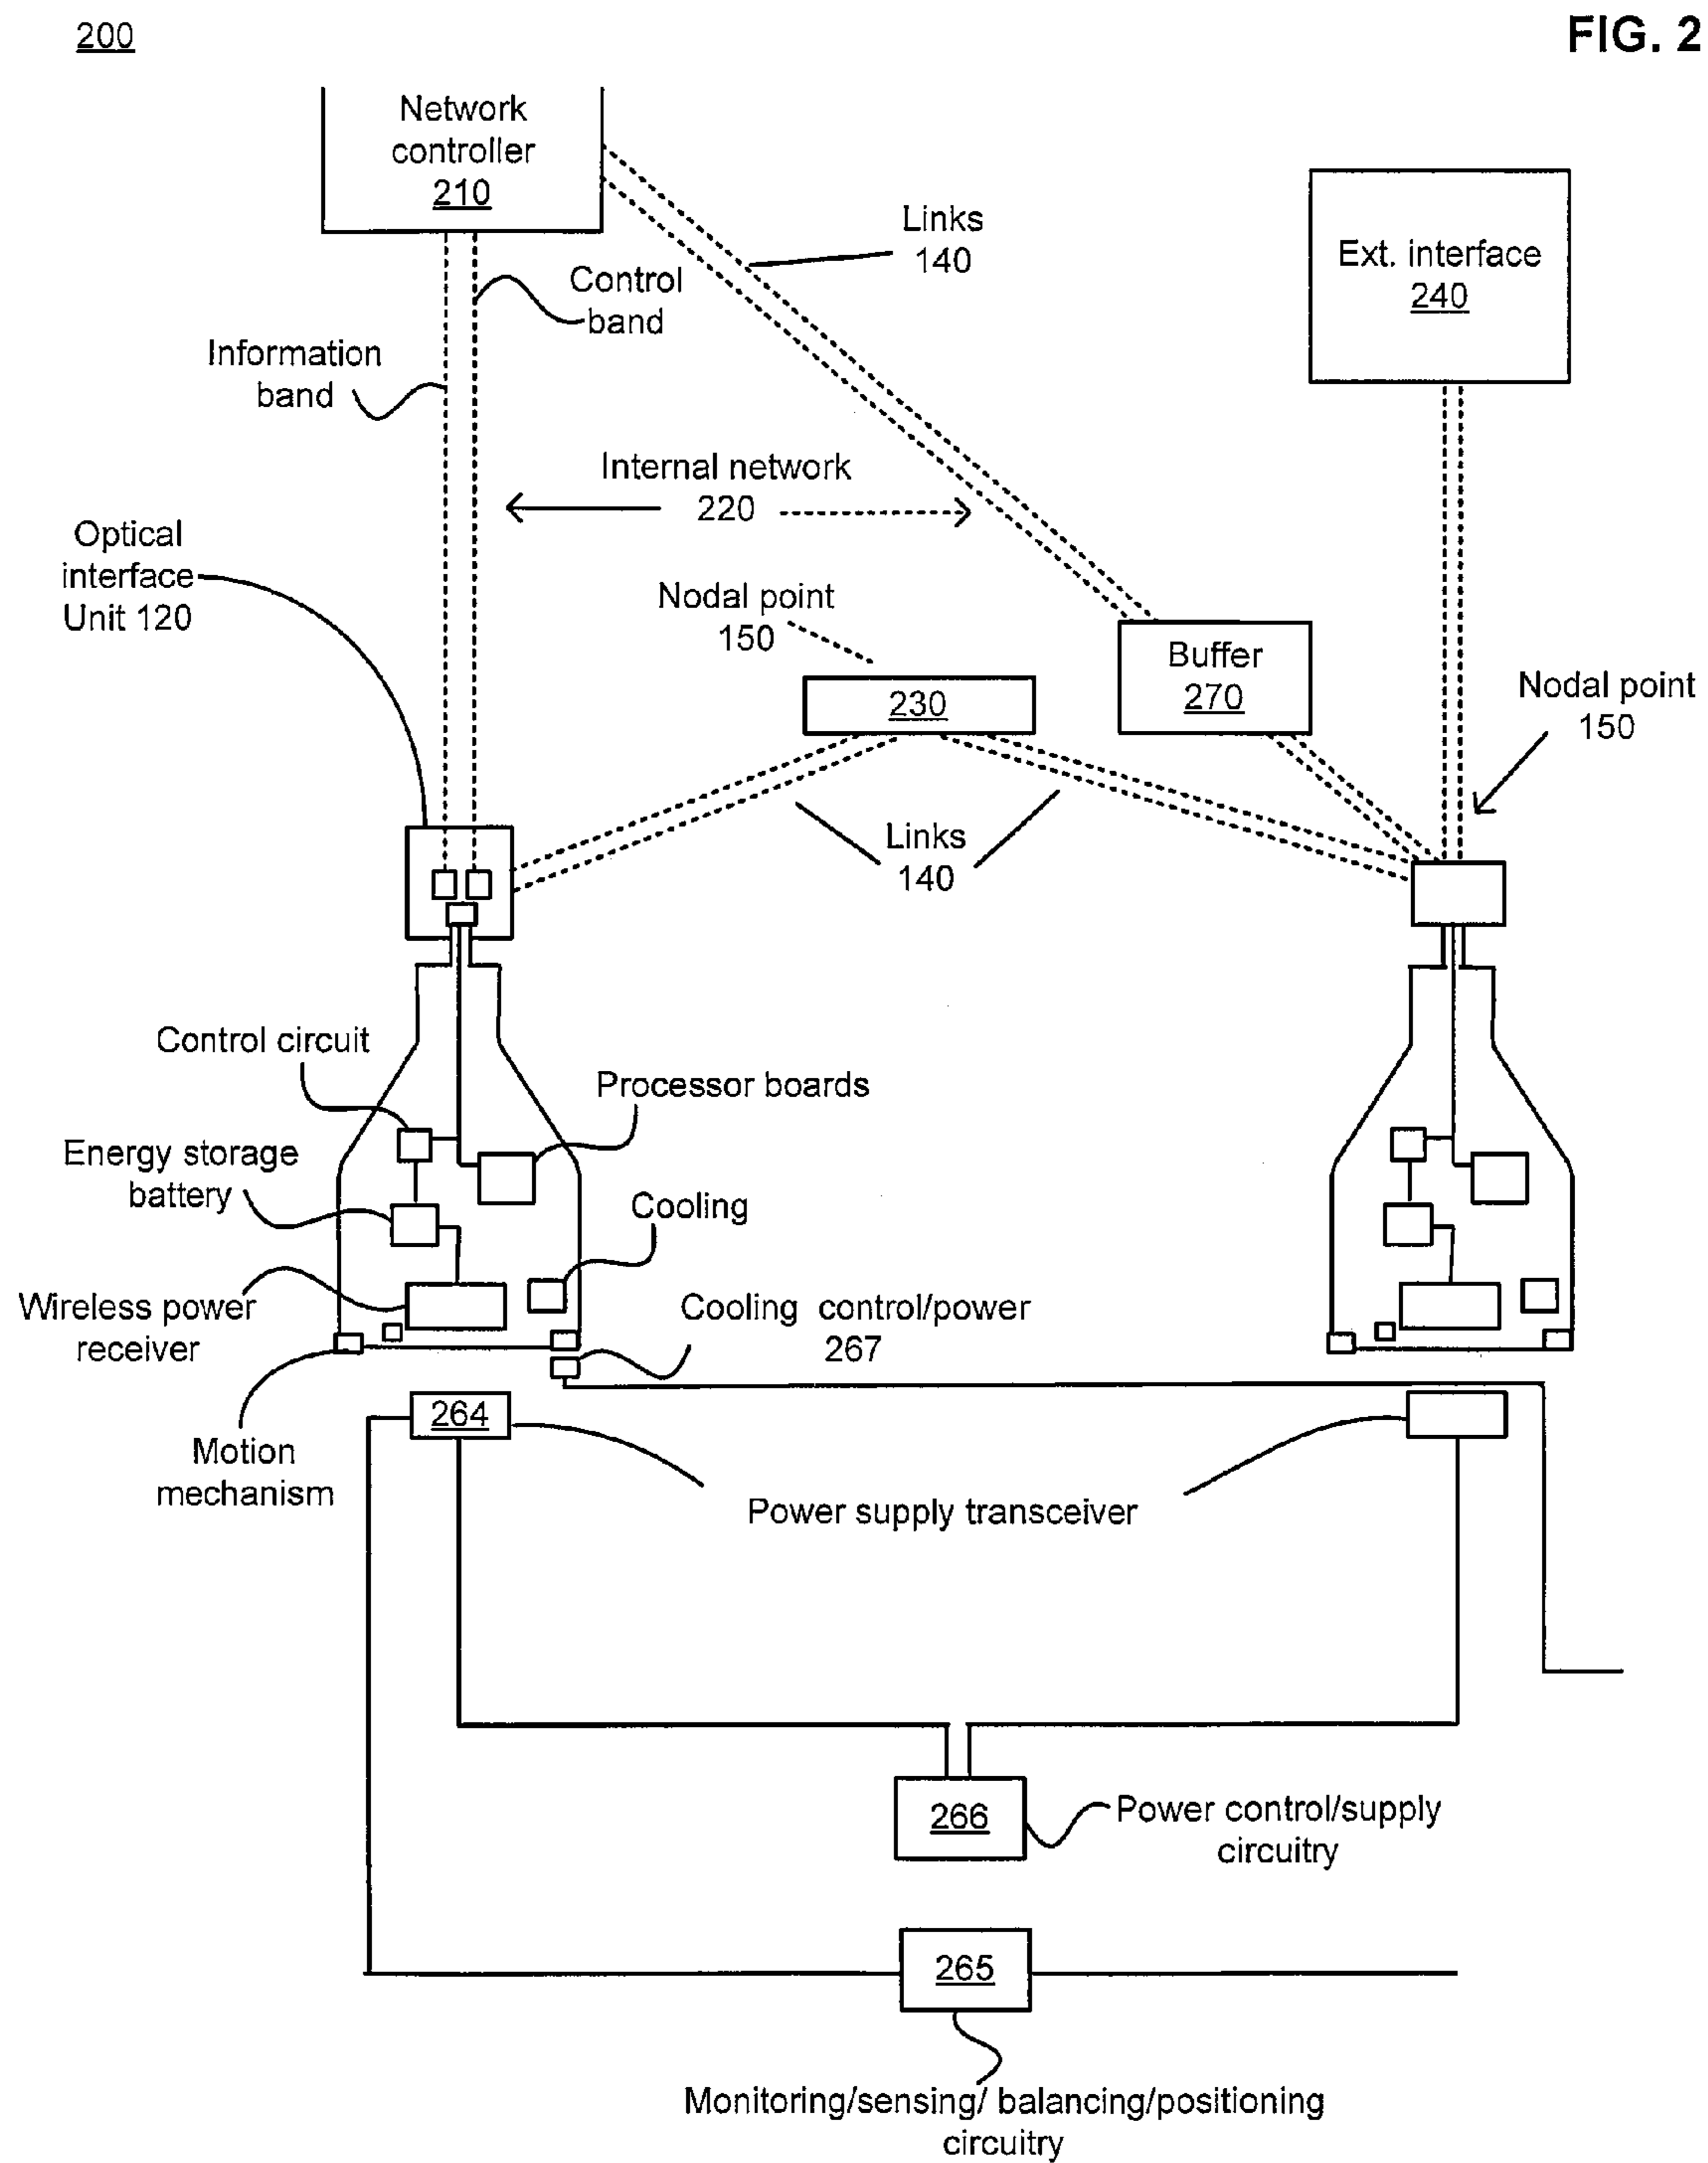 200
FIG. 2
Network
controller
210
Links
140
Ext. interface
240
Control
band
Information
band
Internal network
220
Optical
interface
Unit 120
Nodal point
150
Buffer
270
230
Nodal point
150
Links
140
Control circuit
Processor boards
Energy storage
battery
Cooling
Wireless power
receiver
Cooling control/power
267
264
Motion
mechanism
Power supply transceiver
266
Power control/supply
circuitry
265
Monitoring/sensing/ balancing/positioning
circuitry